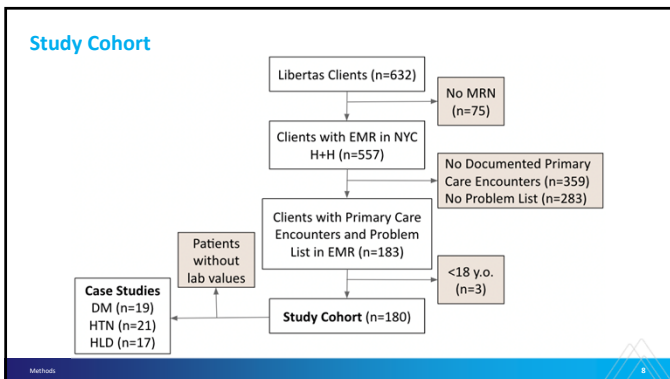 Study Cohort
Libertas Clients (n=632)
No MRN
(n=75)
Clients with EMR in NYC
H+H (n=557)
No Documented Primary
Care Encounters (n=359)
No Problem List (n=283)
Clients with Primary Care
Encounters and Problem
List in EMR (n=183)
Patients
without
lab values
<18 y.o.
(n=3)
Case Studies
DM (n=19)
HTN (n=21)
HLD (n=17)
Study Cohort (n=180)
Methods
8